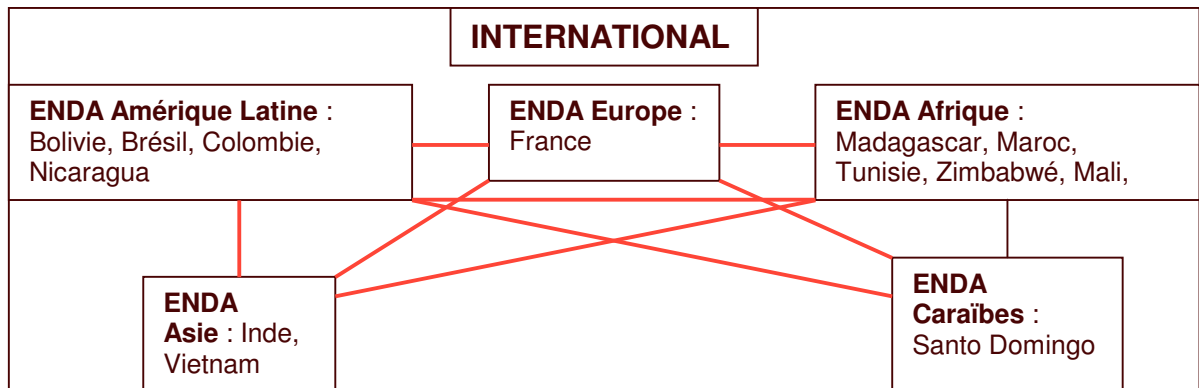 INTERNATIONAL
ENDA Amérique Latine :
Bolivie, Brésil, Colombie,
Nicaragua
ENDA Europe :
France
ENDA Afrique :
Madagascar, Maroc,
Tunisie, Zimbabwé, Mali,
ENDA
Asie : Inde,
Vietnam
ENDA
Caraïbes :
Santo Domingo